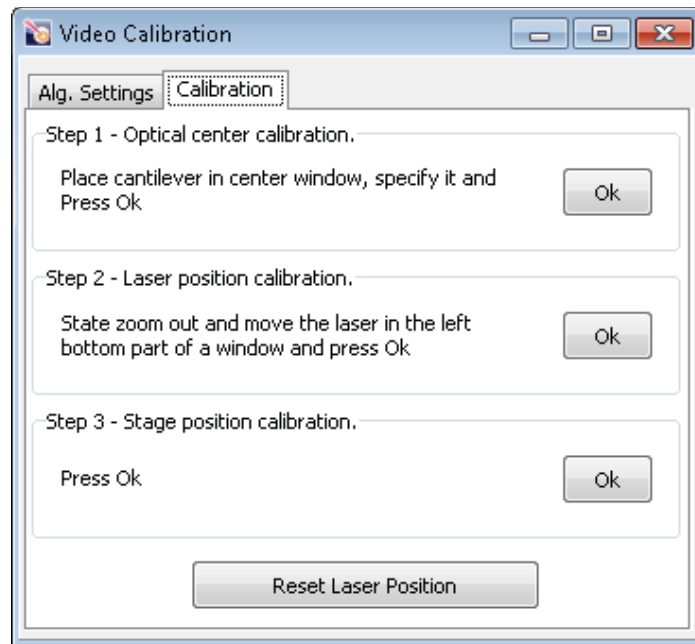 Video Calibration
Alg. Settings
Calibration
Step 1 - Optical center calibration.
Place cantilever in center window, specify it and
Press Ok
Ok
Step 2 - Laser position calibration.
State zoom out and move the laser in the left
bottom part of a window and press Ok
Ok
Step 3 - Stage position calibration.
Press Ok
Ok
Reset Laser Position